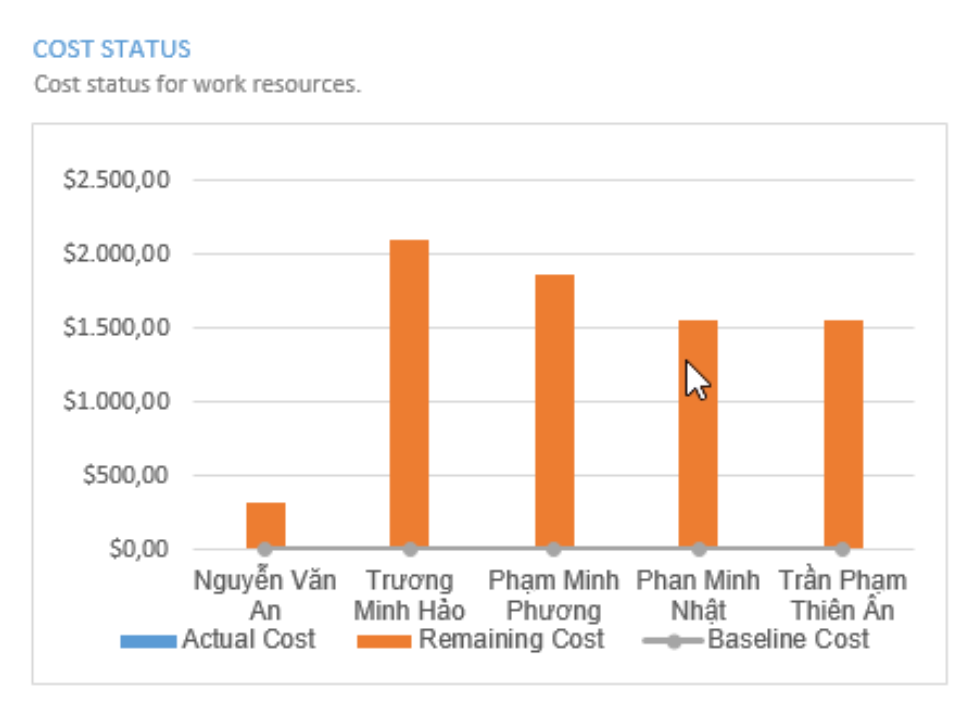 COST STATUS
Cost status for work resources.
$2.500,00
$2.000,00
$1.500,00
$1.000,00
$500,00
$0,00
Nguyễn Văn An
Trương Minh Hảo
Phạm Minh Phương
Phan Minh Nhật
Trần Phạm Thiên Ân
Actual Cost
Remaining Cost
Baseline Cost